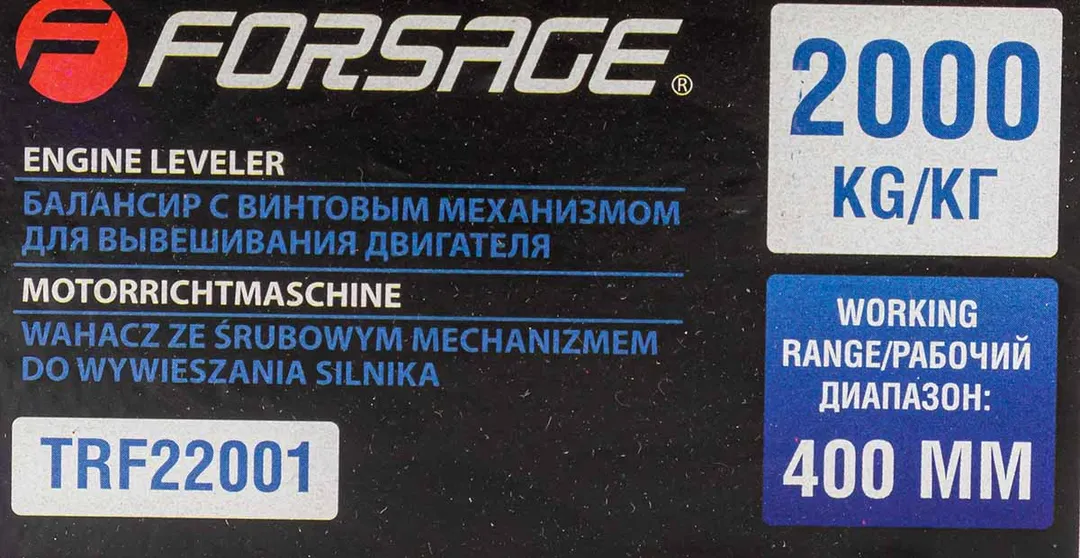 FORSAGE®
ENGINE LEVELER
БАЛАНСИР С ВИНТОВЫМ МЕХАНИЗМОМ
ДЛЯ ВЫВЕШИВАНИЯ ДВИГАТЕЛЯ
MOTORRICHTMASCHINE
WAHACZ ZE ŚRUBOWYM MECHANIZMEM
DO WYWIESZANIA SILNIKA
TRF22001
2000
KG/КГ
WORKING
RANGE/РАБОЧИЙ
ДИАПАЗОН:
400 MM